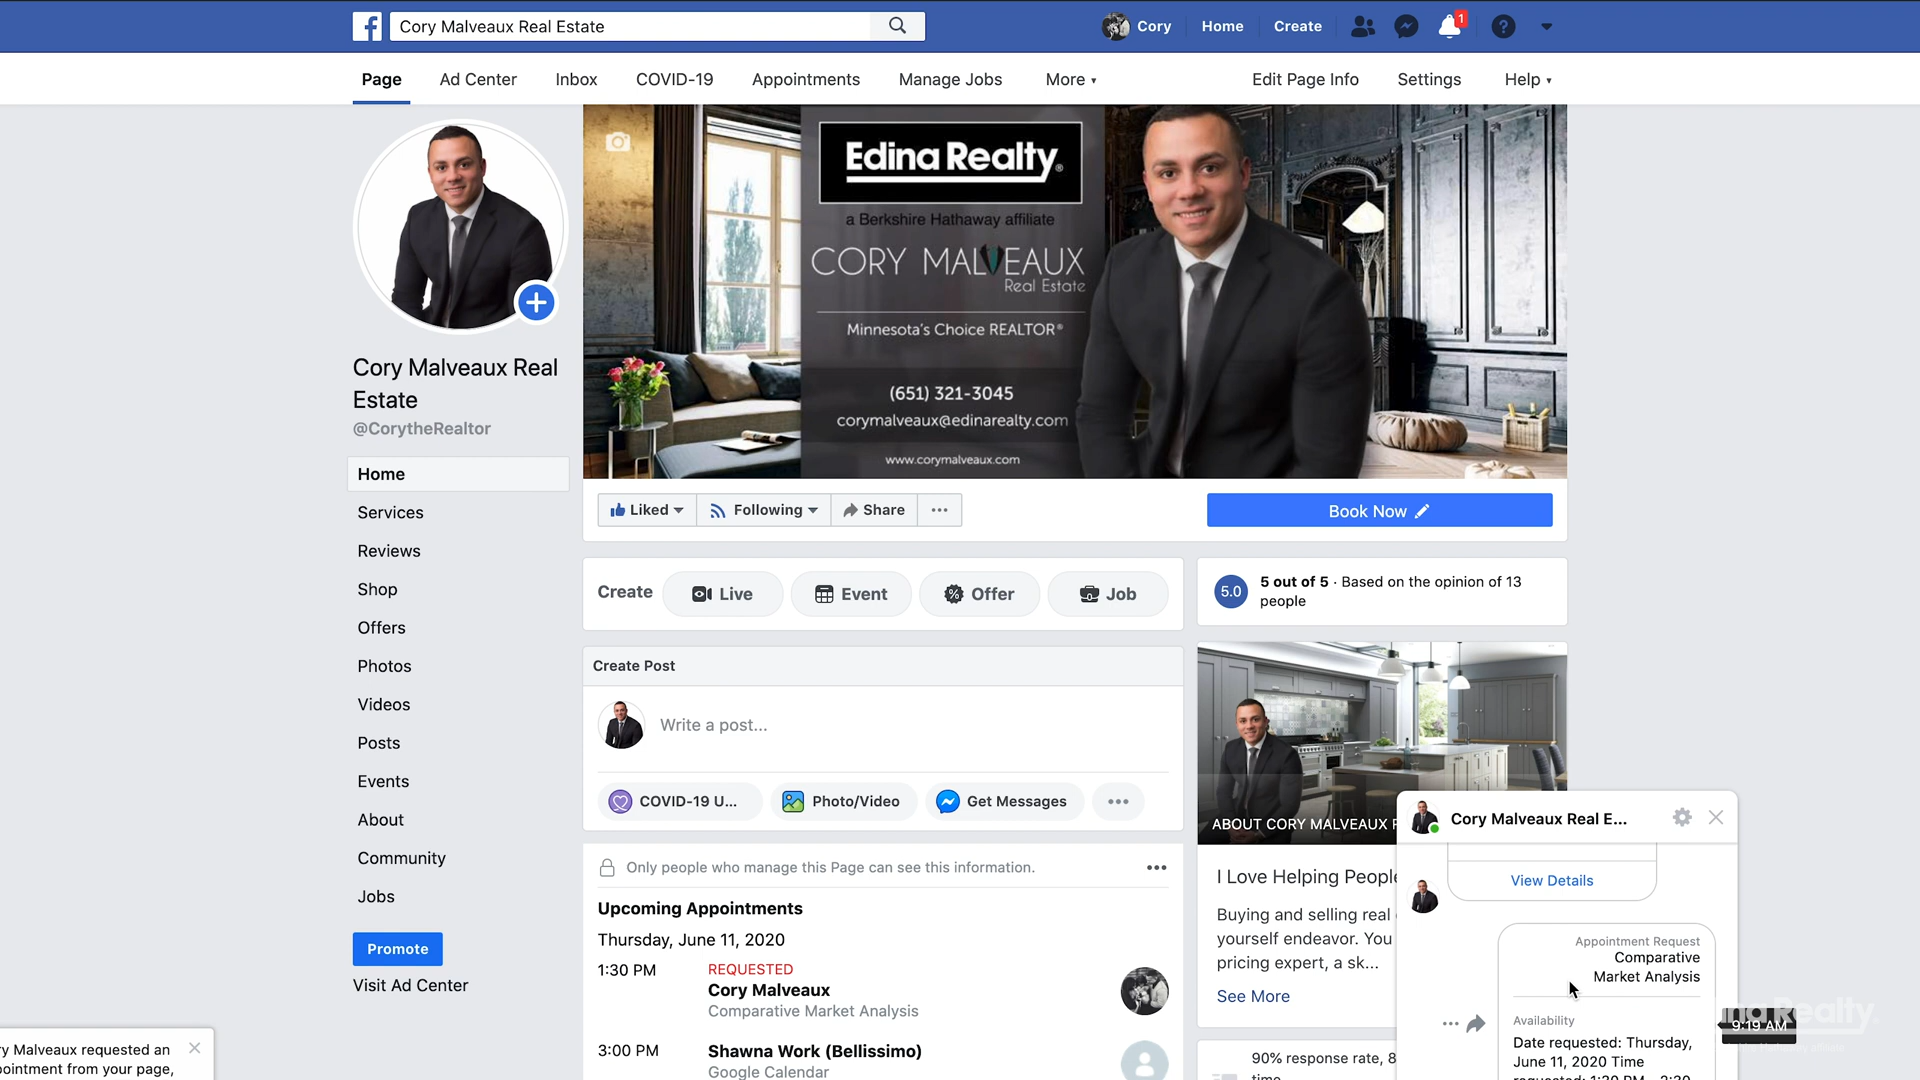 Cory Malveaux Real Estate
Cory
Home
Create
1
Page
Ad Center
Inbox
COVID-19
Appointments
Manage Jobs
More
Edit Page Info
Settings
Help
Edina Realty®
a Berkshire Hathaway affiliate
CORY MALVEAUX
Real Estate
Minnesota's Choice REALTOR®
(651) 321-3045
corymalveaux@edinarealty.com
www.corymalveaux.com
Cory Malveaux Real
Estate
@CorytheRealtor
Home
Services
Reviews
Shop
Offers
Photos
Videos
Posts
Events
About
Community
Jobs
Promote
Visit Ad Center
Liked
Following
Share
Book Now
Create
Live
Event
Offer
Job
Create Post
Write a post...
COVID-19 U...
Photo/Video
Get Messages
Only people who manage this Page can see this information.
Upcoming Appointments
Thursday, June 11, 2020
1:30 PM
REQUESTED
Cory Malveaux
Comparative Market Analysis
3:00 PM
Shawna Work (Bellissimo)
Google Calendar
5.0
5 out of 5 · Based on the opinion of 13
people
ABOUT CORY MALVEAUX
I Love Helping People
Buying and selling real
yourself endeavor. You
pricing expert, a sk...
See More
90% response rate, 8
time
Cory Malveaux Real E...
View Details
Appointment Request
Comparative
Market Analysis
Availability
Date requested: Thursday,
June 11, 2020 Time
requested: 1:30 PM
9:19 AM
Realty
y Malveaux requested an
pointment from your page,